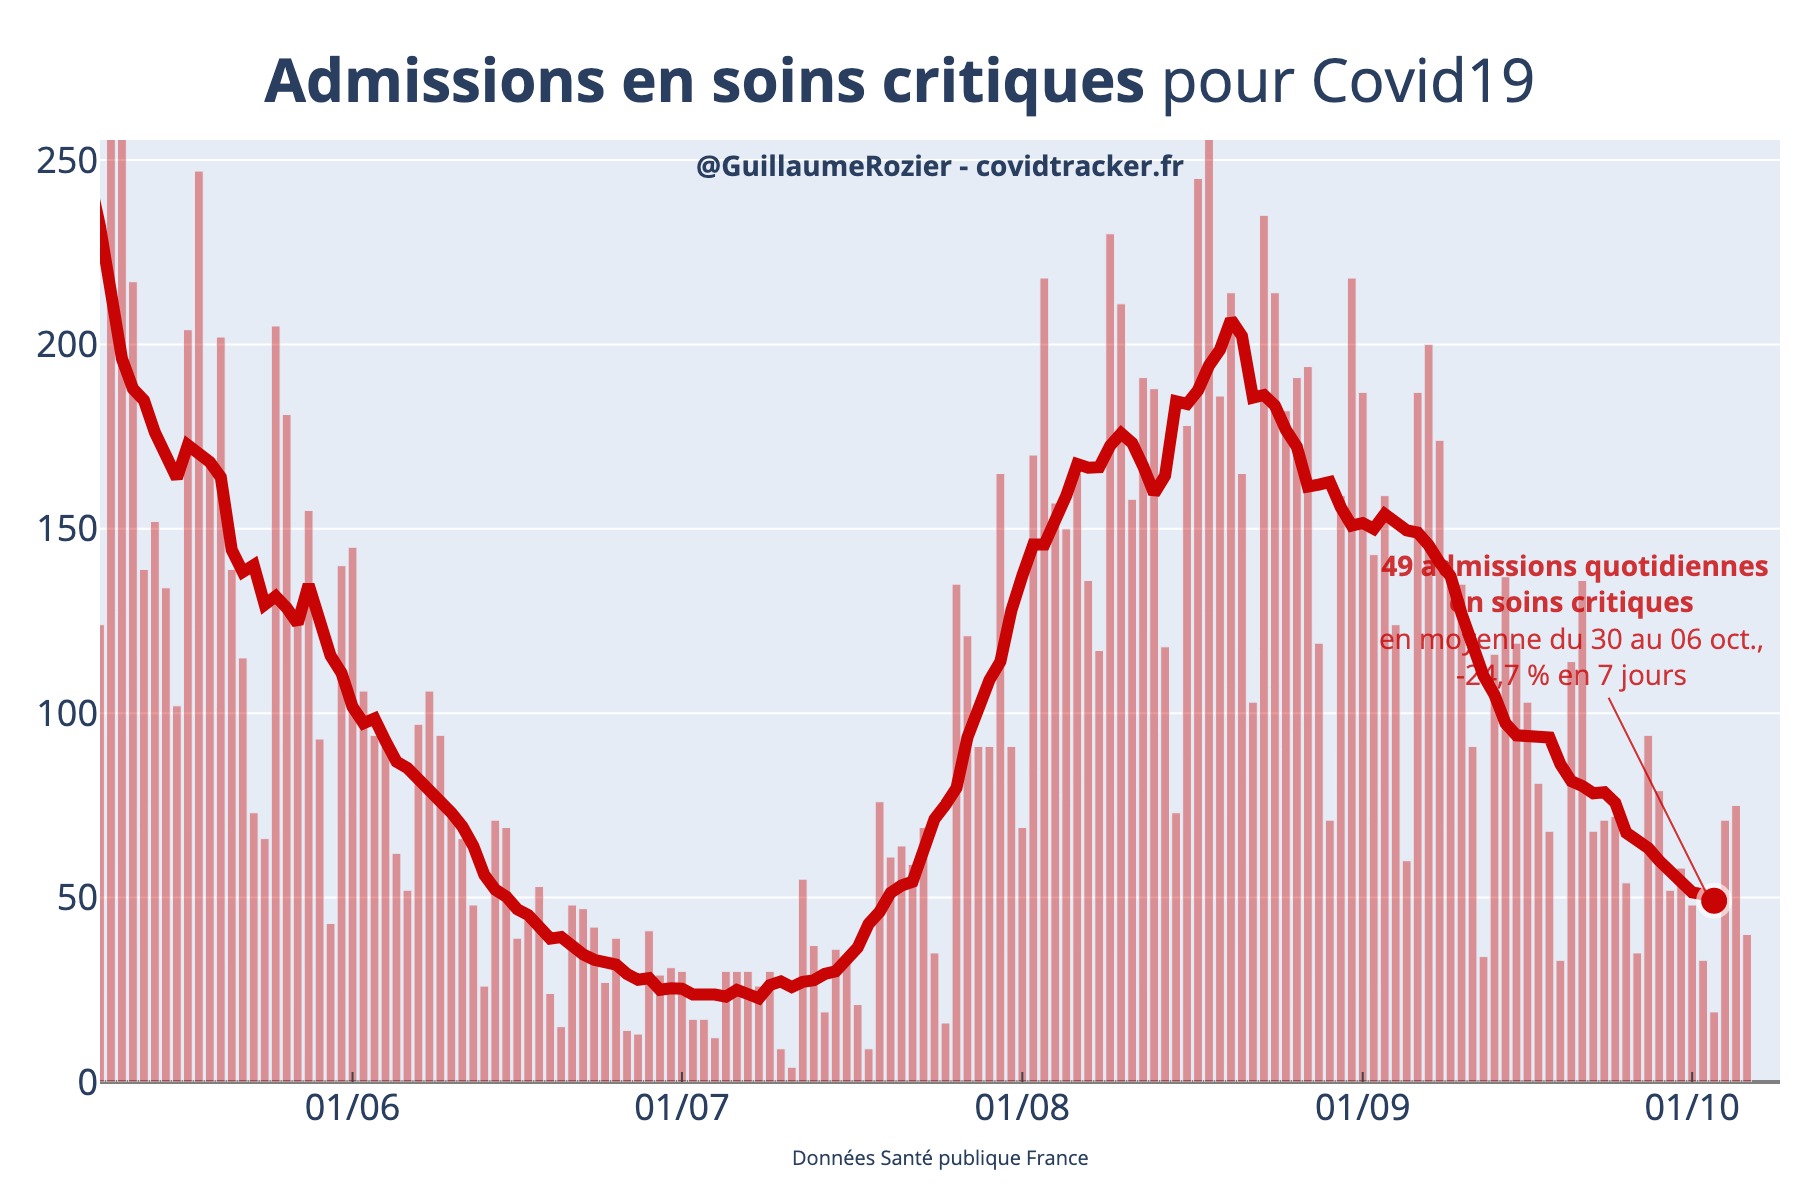 Admissions en soins critiques pour Covid19
@GuillaumeRozier - covidtracker.fr
250
200
150
100
50
0
49 admissions quotidiennes
en soins critiques
en moyenne du 30 au 06 oct.,
-24,7 % en 7 jours
01/06
01/07
01/08
01/09
01/10
Données Santé publique France